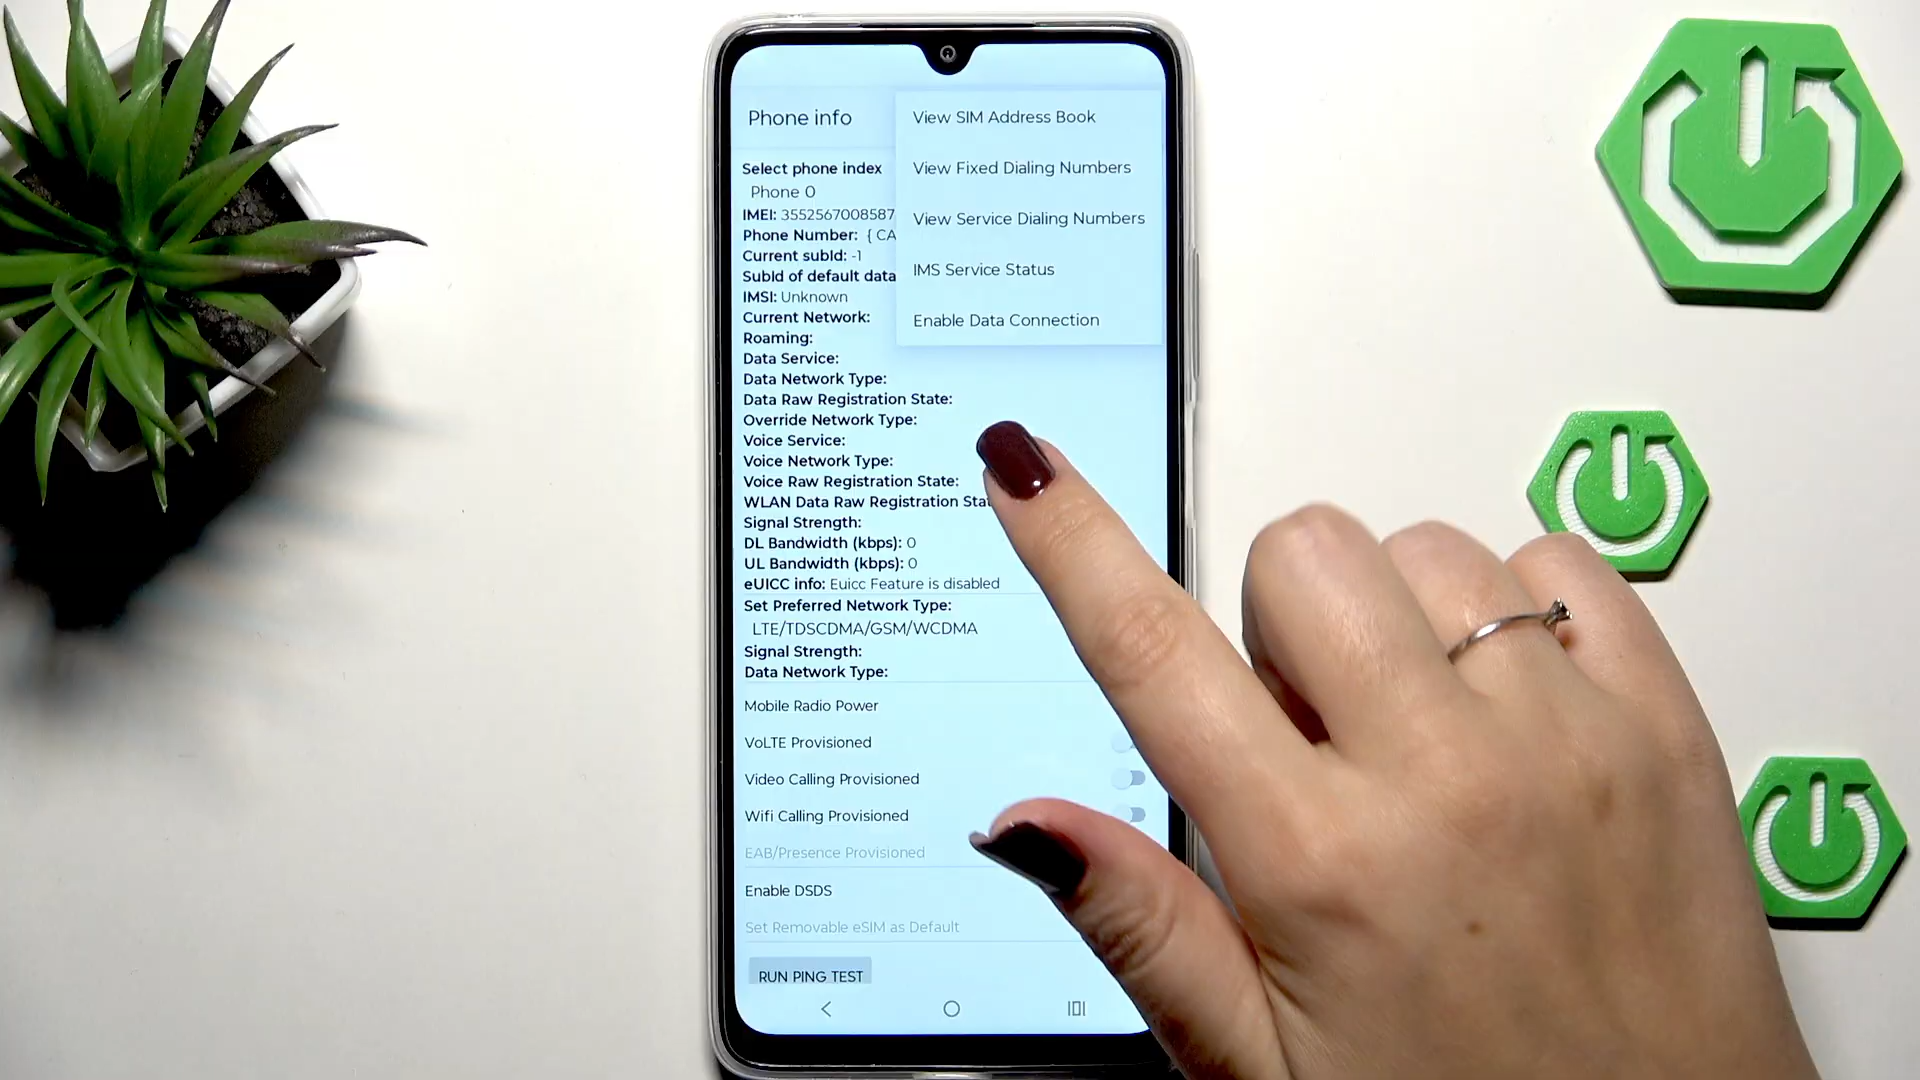 Phone info
View SIM Address Book
View Fixed Dialing Numbers
View Service Dialing Numbers
IMS Service Status
Enable Data Connection
Select phone index
Phone 0
IMEI: 3552567008587
Phone Number: { CA
Current subId: -1
SubId of default data
IMSI: Unknown
Current Network:
Roaming:
Data Service:
Data Network Type:
Data Raw Registration State:
Override Network Type:
Voice Service:
Voice Network Type:
Voice Raw Registration State:
WLAN Data Raw Registration
Signal Strength:
DL Bandwidth (kbps): 0
UL Bandwidth (kbps): 0
eUICC info: Euicc Feature is disabled
Set Preferred Network Type:
LTE/TDSCDMA/GSM/WCDMA
Signal Strength:
Data Network Type:
Mobile Radio Power
VoLTE Provisioned
Video Calling Provisioned
Wifi Calling Provisioned
EAB/Presence Provisioned
Enable DSDS
Set Removable eSIM as Default
RUN PING TEST